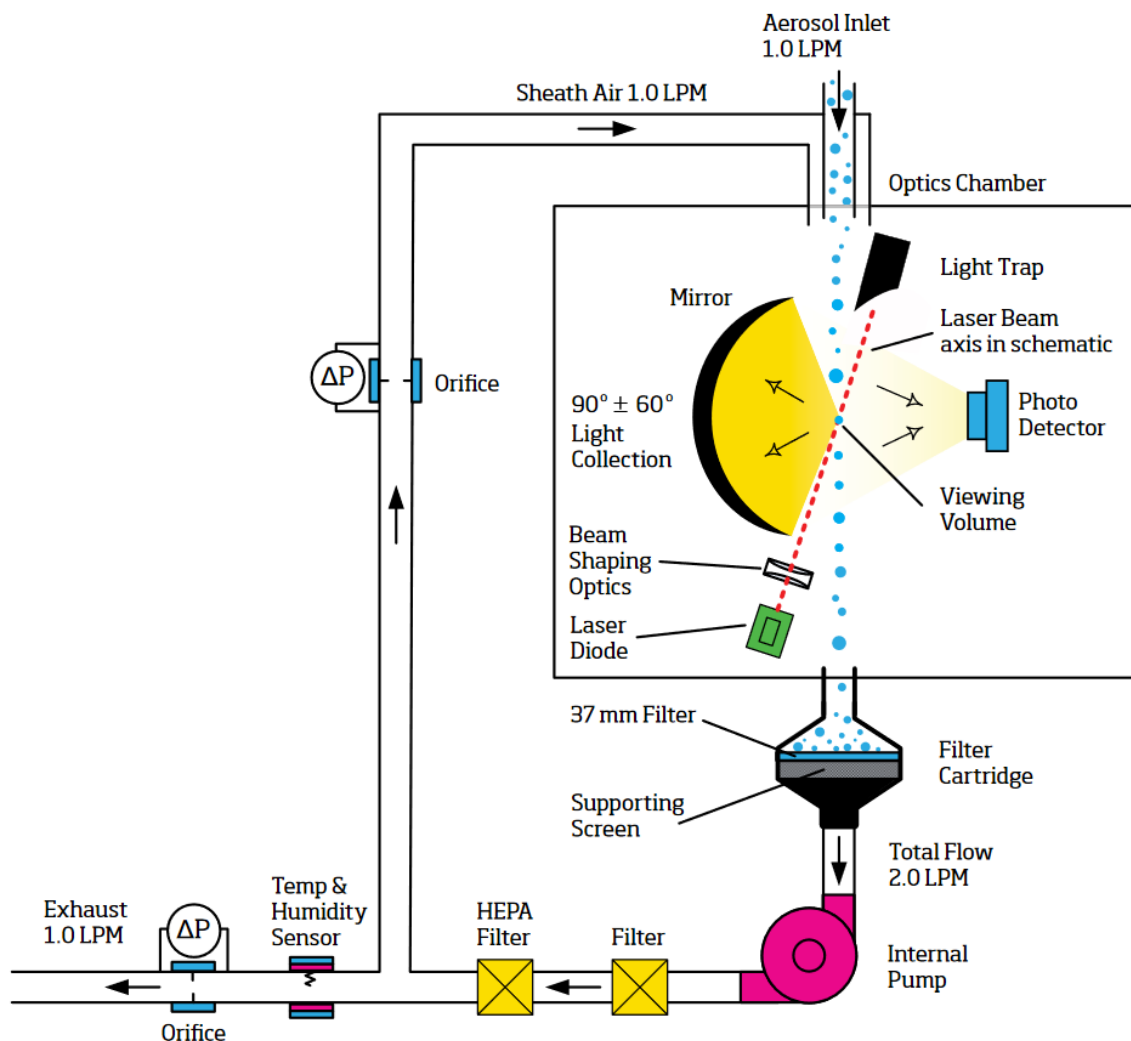 Aerosol Inlet
1.0 LPM
Sheath Air 1.0 LPM
Optics Chamber
Light Trap
Mirror
Laser Beam
axis in schematic
ΔP
Orifice
90° ± 60°
Light
Collection
Photo
Detector
Viewing
Volume
Beam
Shaping
Optics
Laser
Diode
37 mm Filter
Filter
Cartridge
Supporting
Screen
Total Flow
2.0 LPM
Exhaust
1.0 LPM
ΔP
Temp &
Humidity
Sensor
HEPA
Filter
Filter
Internal
Pump
Orifice